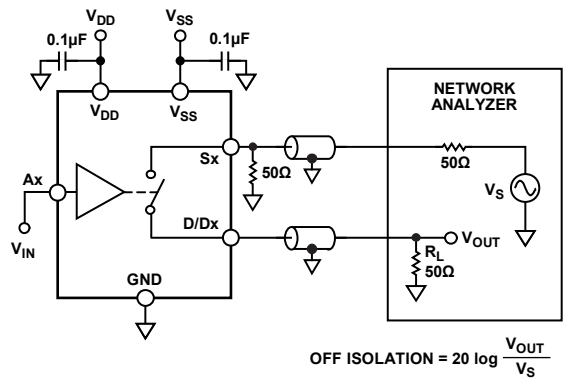 VDD
VSS
0.1µF
0.1µF
VDD
VSS
NETWORK
ANALYZER
Sx
50Ω
50Ω
Ax
VS
D/Dx
VOUT
VIN
RL
50Ω
GND
OFF ISOLATION = 20 log VOUT
VS